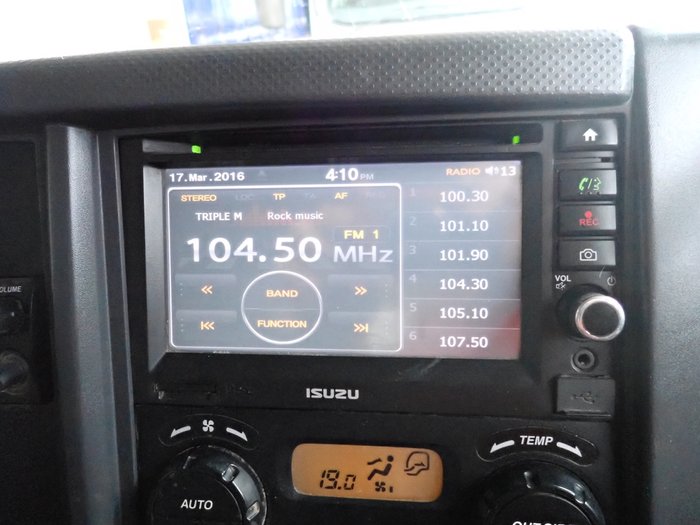 17.Mar.2016 4:10 PM RADIO 13
STEREO LOC TP TA AF
TRIPLE M Rock music
FM 1
104.50 MHz
BAND
FUNCTION
1 100.30
2 101.10
3 101.90
4 104.30
5 105.10
6 107.50
REC
VOL
ISUZU
VOLUME
TEMP
AUTO
19.0
1